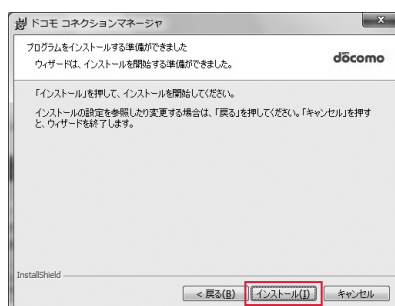 ドコモ コネクションマネージャ
プログラムをインストールする準備ができました
ウィザードは、インストールを開始する準備ができました。
döcomo
「インストール」を押して、インストールを開始してください。
インストールの設定を参照したり変更する場合は、「戻る」を押してください。「キャンセル」を押す
と、ウィザードを終了します。
InstallShield
< 戻る(B)
インストール(I)
キャンセル